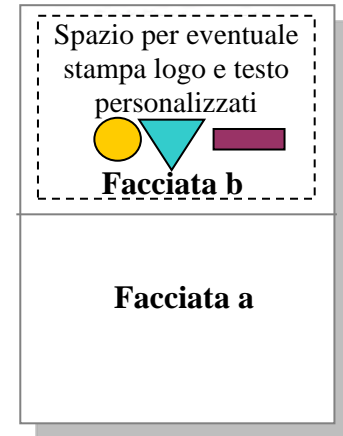 Spazio per eventuale
stampa logo e testo
personalizzati
Facciata b
Facciata a